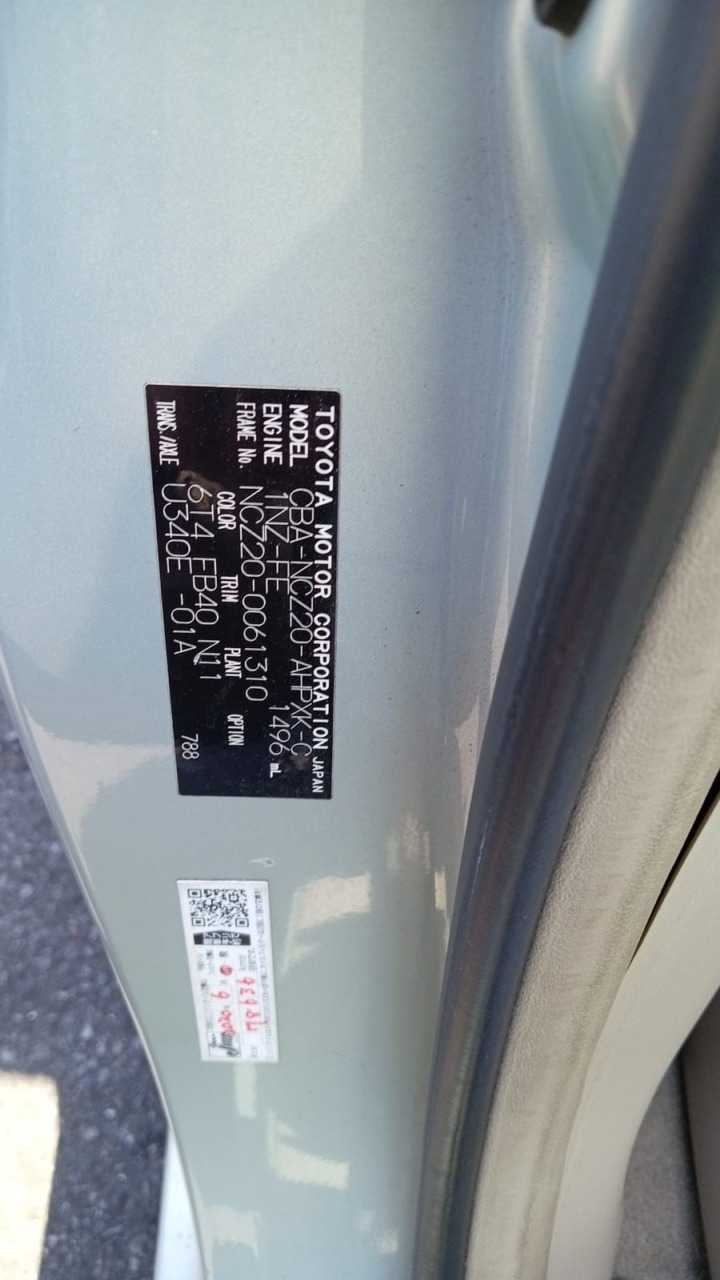 TOYOTA MOTOR CORPORATION JAPAN
MODEL CBA-NCZ20-AHPXK-C
ENGINE 1NZ-FE 1496 mL
FRAME No. NCZ20-0061310
COLOR TRIM PLANT OPTION
6T4 FB40 N11
TRANS./AXLE U340E -01A 788